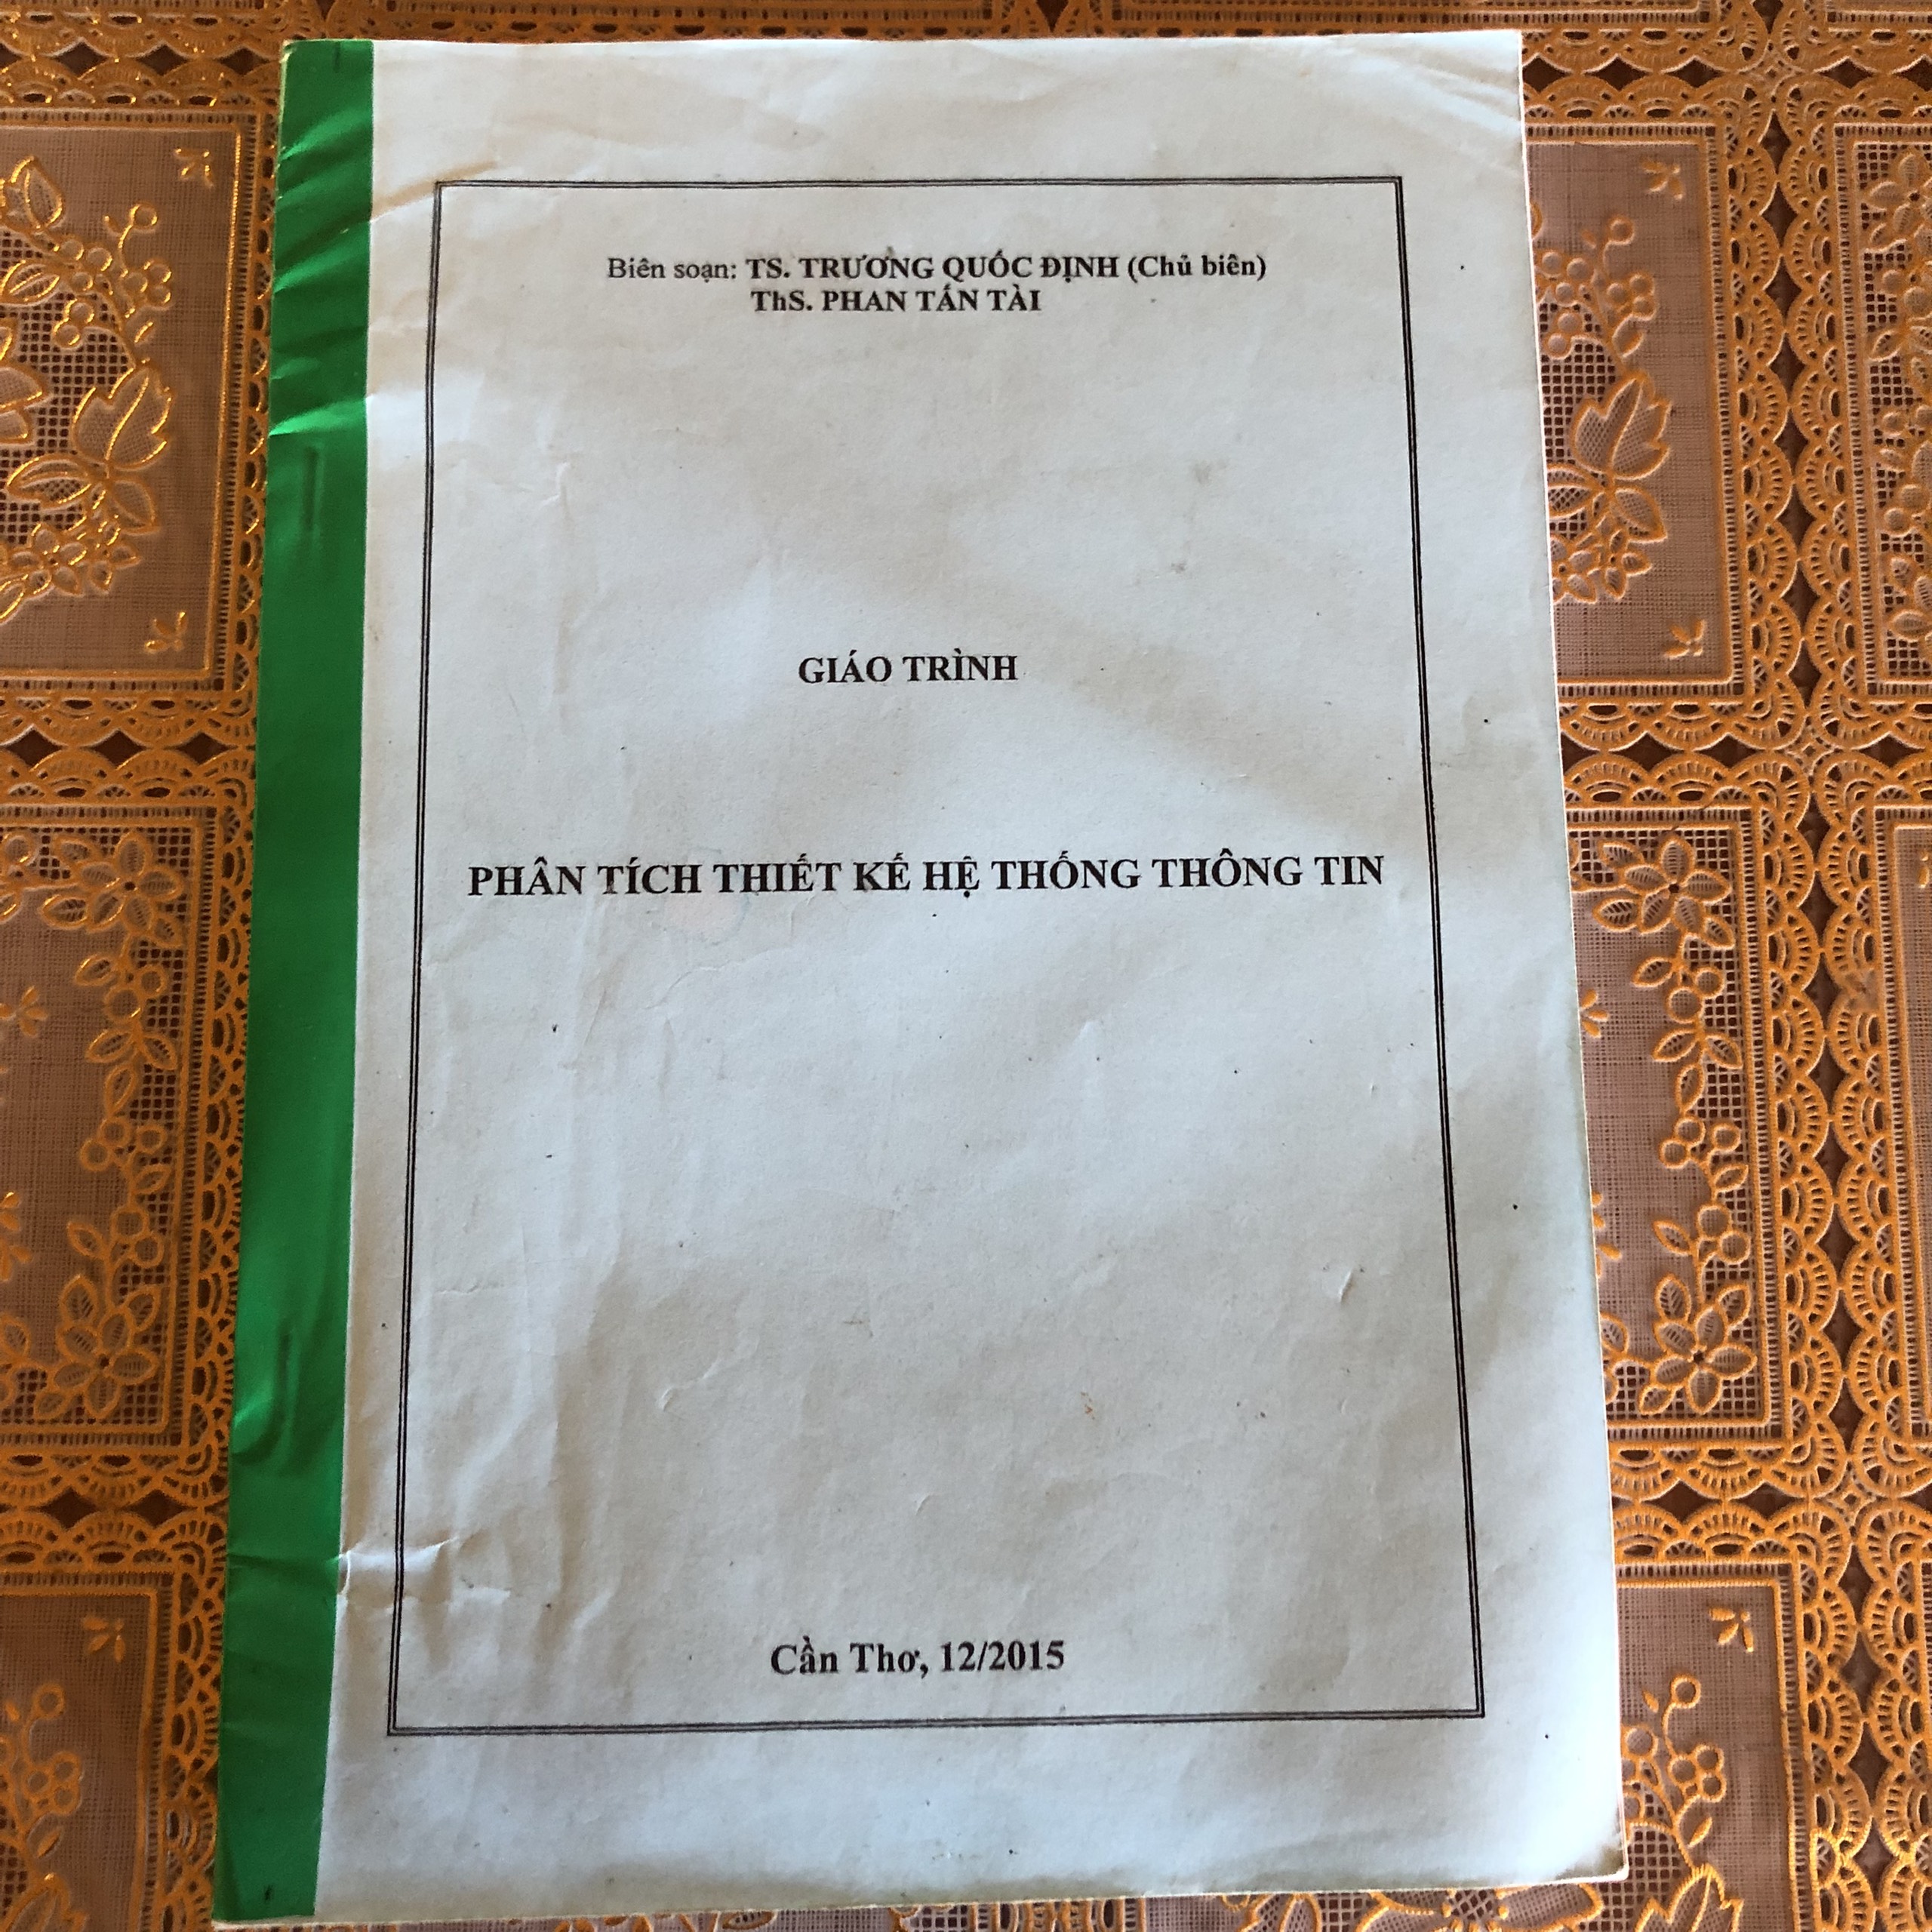 Biên soạn: TS. TRƯƠNG QUỐC ĐỊNH (Chủ biên)
ThS. PHAN TẤN TÀI
GIÁO TRÌNH
PHÂN TÍCH THIẾT KẾ HỆ THỐNG THÔNG TIN
Cần Thơ, 12/2015